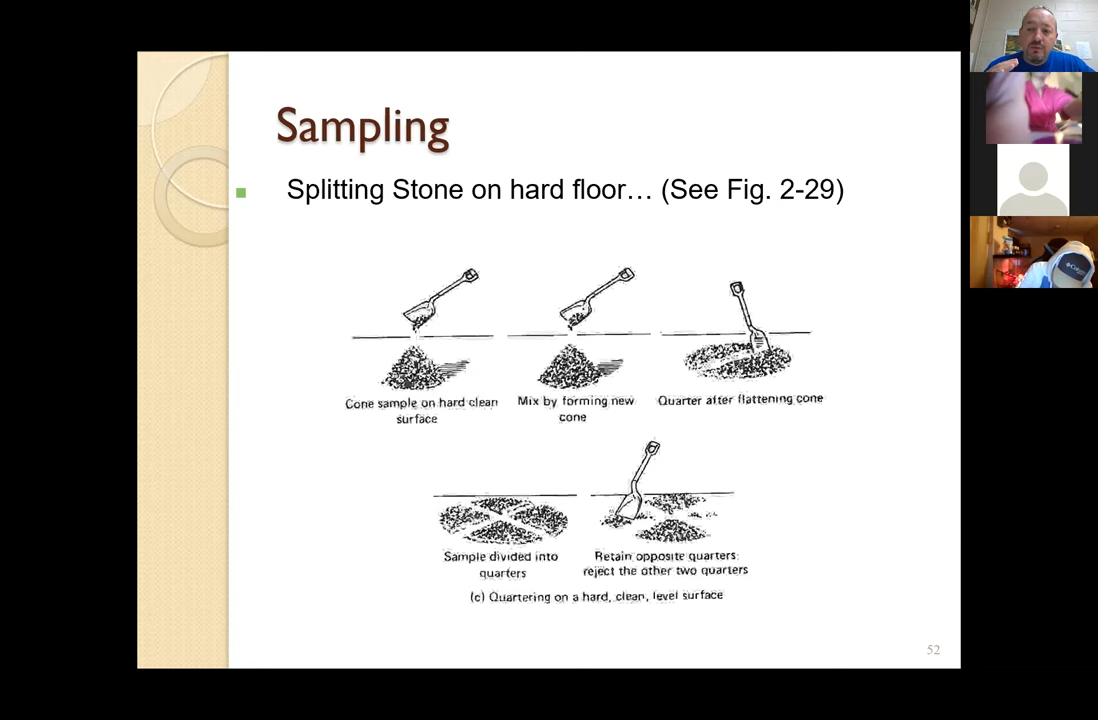 Sampling
Splitting Stone on hard floor… (See Fig. 2-29)
Cone sample on hard clean
surface
Mix by forming new
cone
Quarter after flattening cone
Sample divided into
quarters
Retain opposite quarters
reject the other two quarters
(c) Quartering on a hard, clean, level surface
52